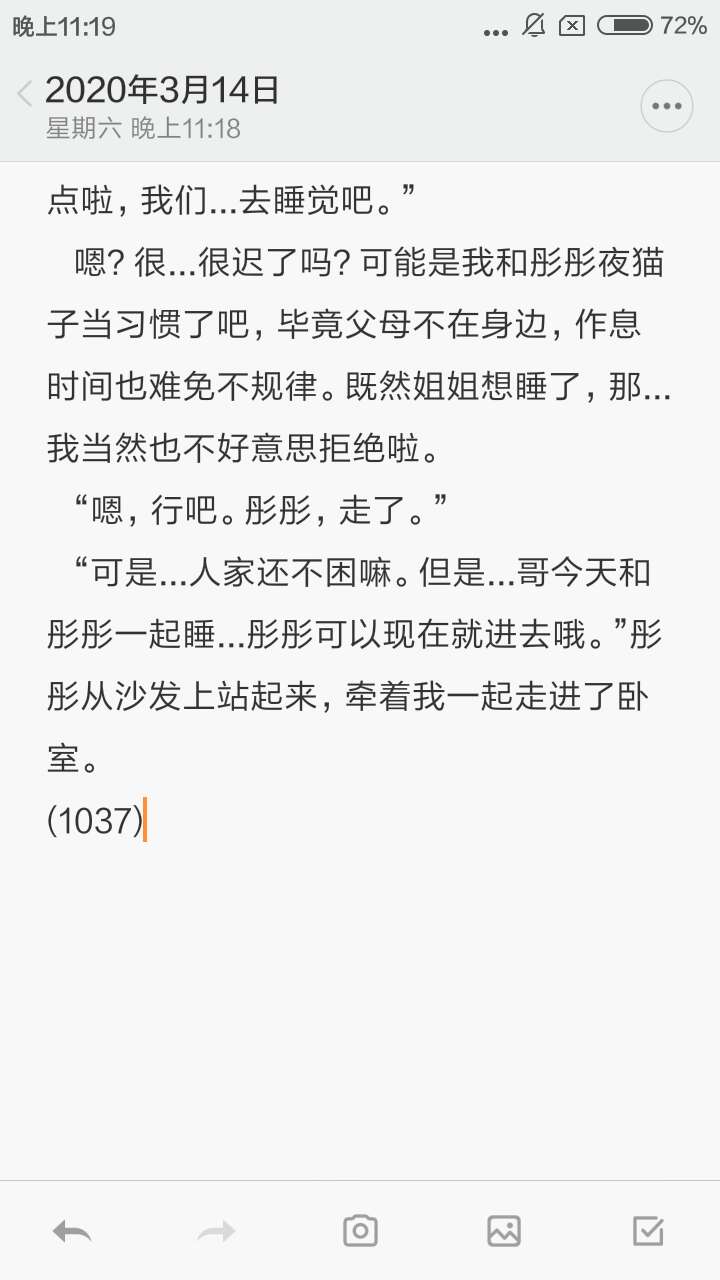 晚上11:19
72%
2020年3月14日
星期六 晚上11:18
点啦，我们...去睡觉吧。”
嗯？很...很迟了吗？可能是我和彤彤夜猫
子当习惯了吧，毕竟父母不在身边，作息
时间也难免不规律。既然姐姐想睡了，那...
我当然也不好意思拒绝啦。
“嗯，行吧。彤彤，走了。”
“可是...人家还不困嘛。但是...哥今天和
彤彤一起睡...彤彤可以现在就进去哦。”彤
彤从沙发上站起来，牵着我一起走进了卧
室。
(1037)